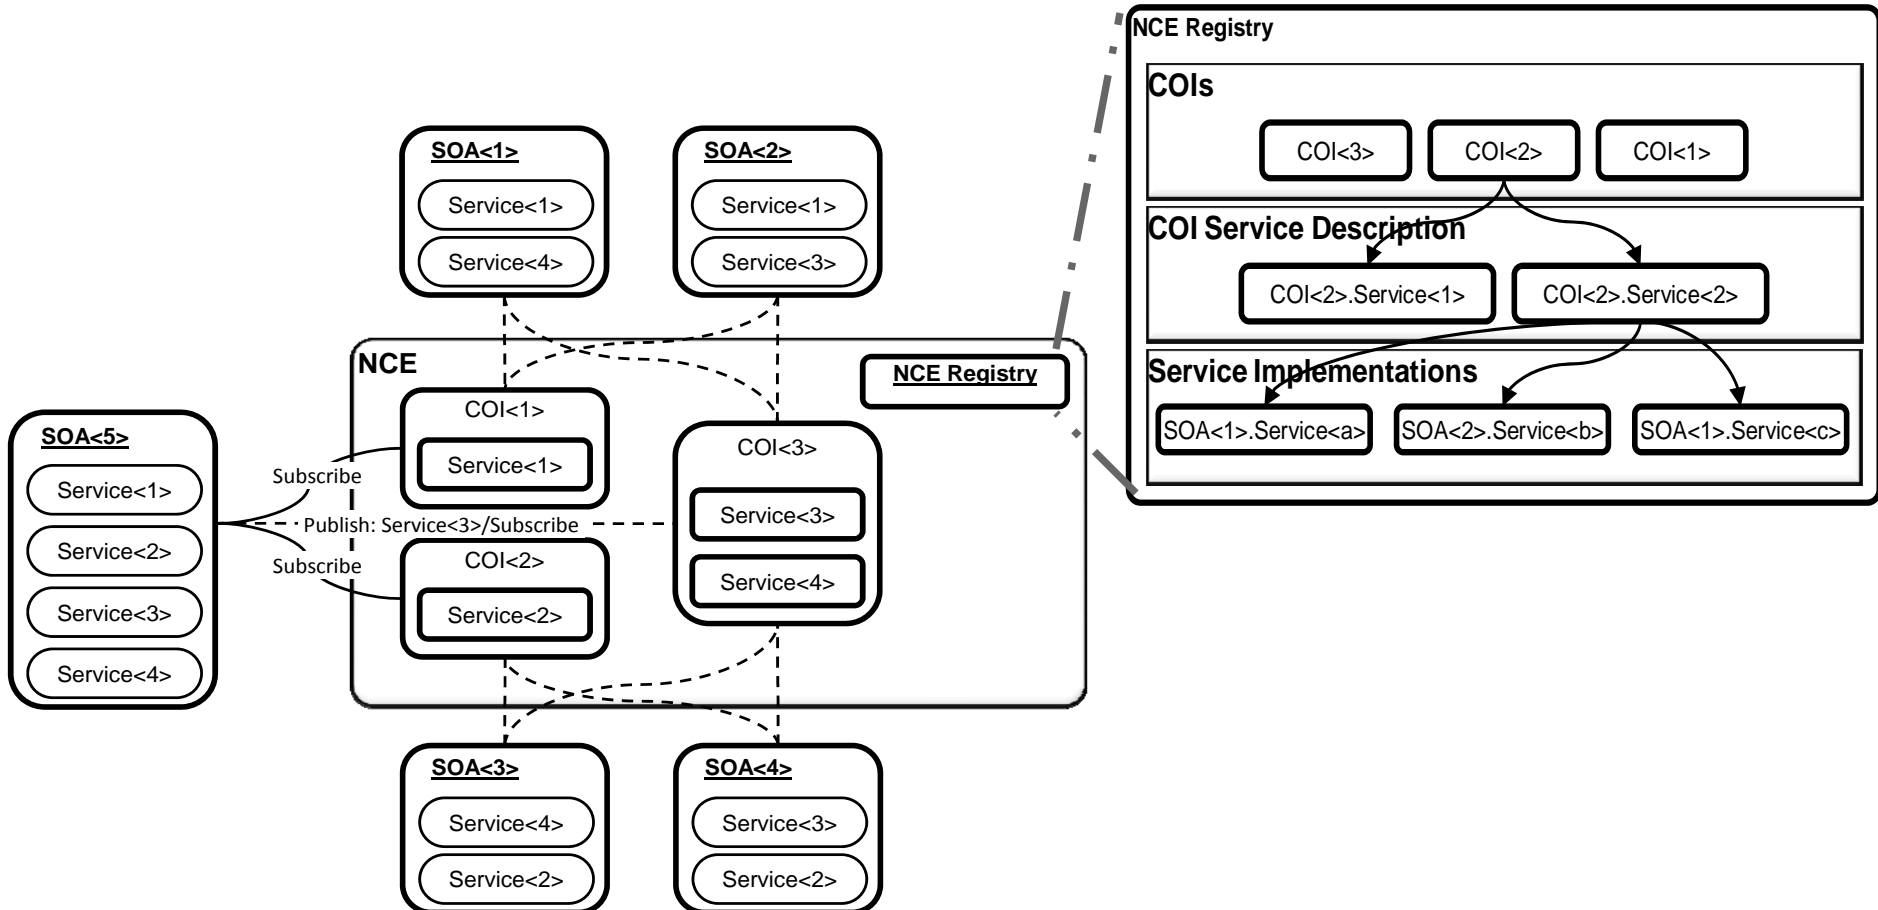 SOA<1>
Service<1>
Service<4>
SOA<2>
Service<1>
Service<3>
NCE
NCE Registry
COI<1>
Service<1>
COI<2>
Service<2>
COI<3>
Service<3>
Service<4>
SOA<5>
Service<1>
Service<2>
Service<3>
Service<4>
Subscribe
Publish: Service<3>/Subscribe
Subscribe
SOA<3>
Service<4>
Service<2>
SOA<4>
Service<3>
Service<2>
NCE Registry
COIs
COI<3>
COI<2>
COI<1>
COI Service Description
COI<2>.Service<1>
COI<2>.Service<2>
Service Implementations
SOA<1>.Service<a>
SOA<2>.Service<b>
SOA<1>.Service<c>